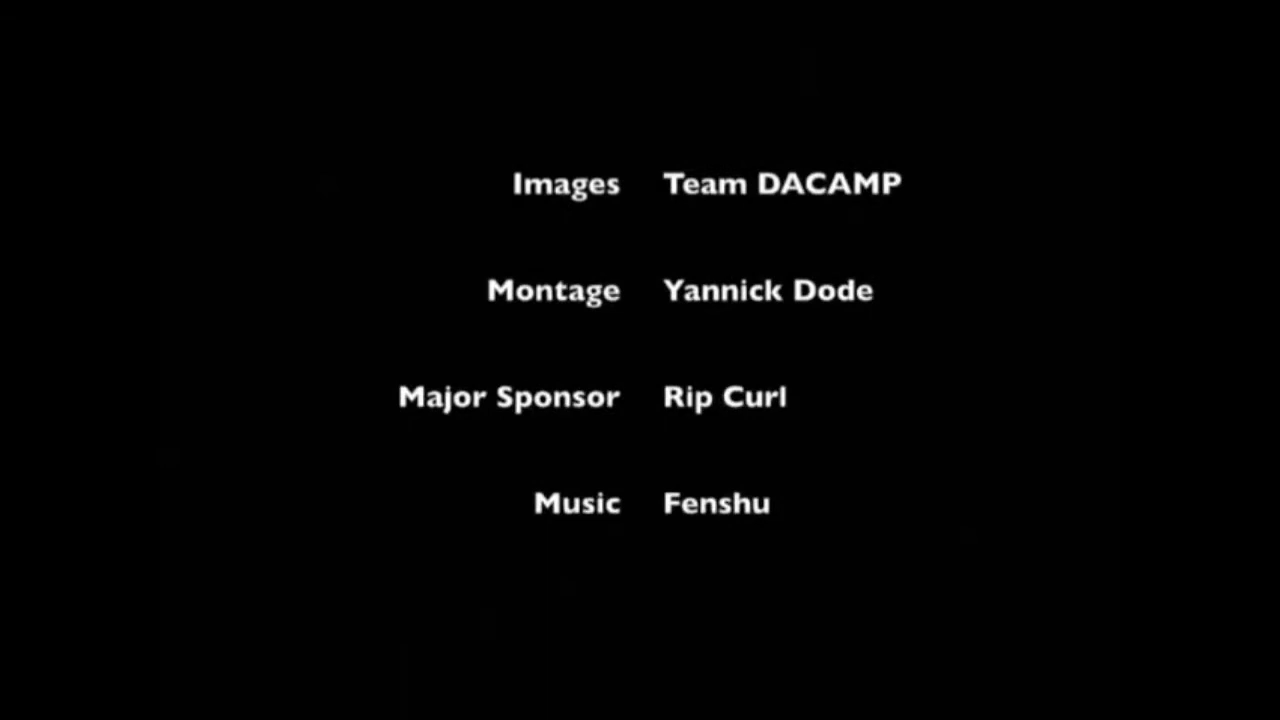 Images Team DACAMP
Montage Yannick Dode
Major Sponsor Rip Curl
Music Fenshu